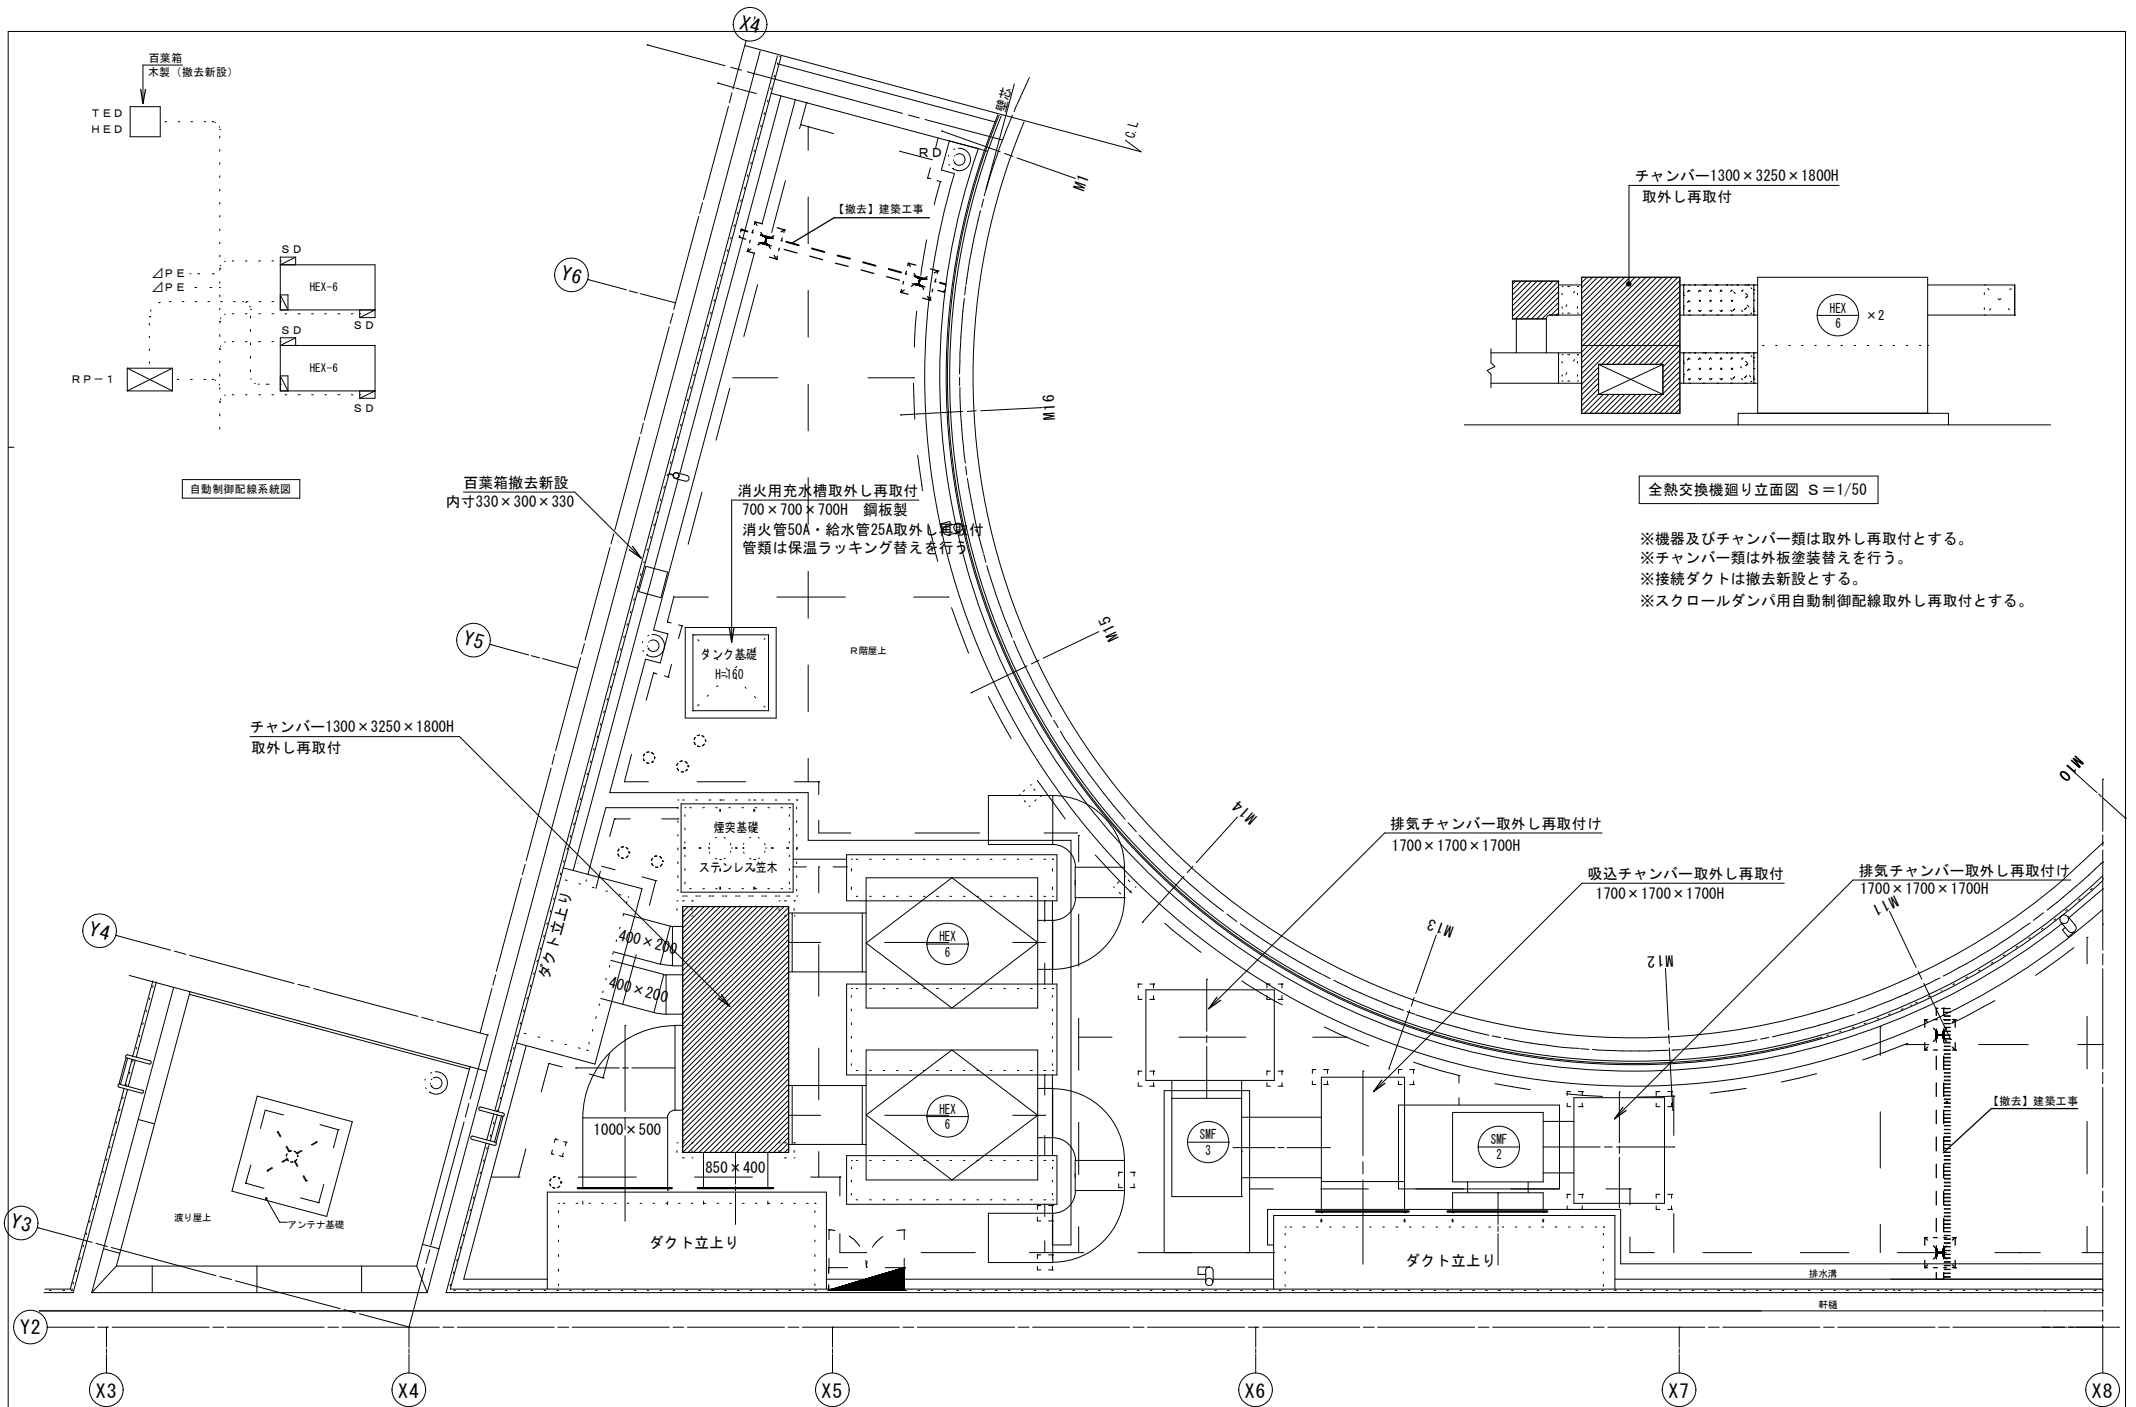 X4
百葉箱
木製（撤去新設）
TED
HED
SD
⊿PE
⊿PE
HEX-6
SD
SD
HEX-6
SD
RP-1
自動制御配線系統図
壁芯
C.L
RD
M1
【撤去】建築工事
Y6
M16
チャンバー1300×3250×1800H
取外し再取付
HEX
6
×2
全熱交換機廻り立面図 S=1/50
※機器及びチャンバー類は取外し再取付とする。
※チャンバー類は外板塗装替えを行う。
※接続ダクトは撤去新設とする。
※スクロールダンパ用自動制御配線取外し再取付とする。
百葉箱撤去新設
内寸330×300×330
消火用充水槽取外し再取付
700×700×700H 鋼板製
消火管50A・給水管25A取外し再取付
管類は保温ラッキング替えを行う
Y5
M15
タンク基礎
H=160
R階屋上
チャンバー1300×3250×1800H
取外し再取付
煙突基礎
ステンレス笠木
M14
M10
排気チャンバー取外し再取付け
1700×1700×1700H
吸込チャンバー取外し再取付
1700×1700×1700H
排気チャンバー取外し再取付け
1700×1700×1700H
M11
M13
M12
Y4
ダクト立上り
400×200
400×200
HEX
6
HEX
6
1000×500
850×400
SMF
3
SMF
2
【撤去】建築工事
Y3
渡り屋上
アンテナ基礎
ダクト立上り
ダクト立上り
排水溝
軒樋
Y2
X3
X4
X5
X6
X7
X8